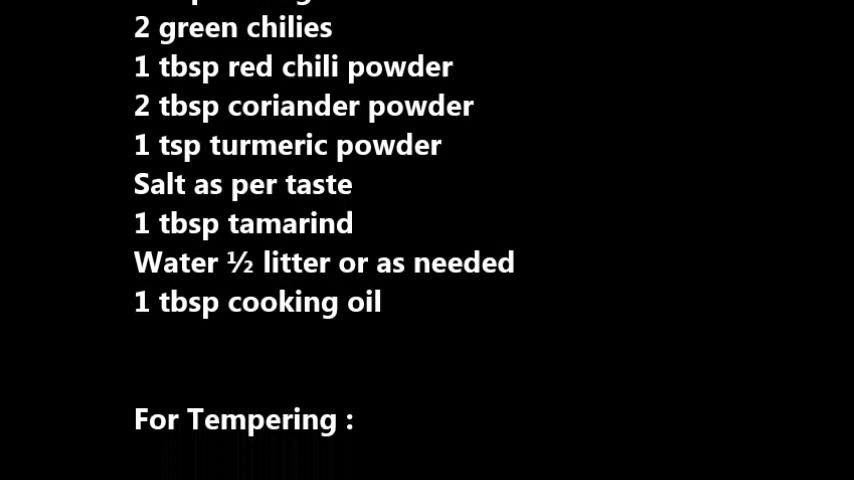 2 green chilies
1 tbsp red chili powder
2 tbsp coriander powder
1 tsp turmeric powder
Salt as per taste
1 tbsp tamarind
Water ½ litter or as needed
1 tbsp cooking oil
For Tempering :